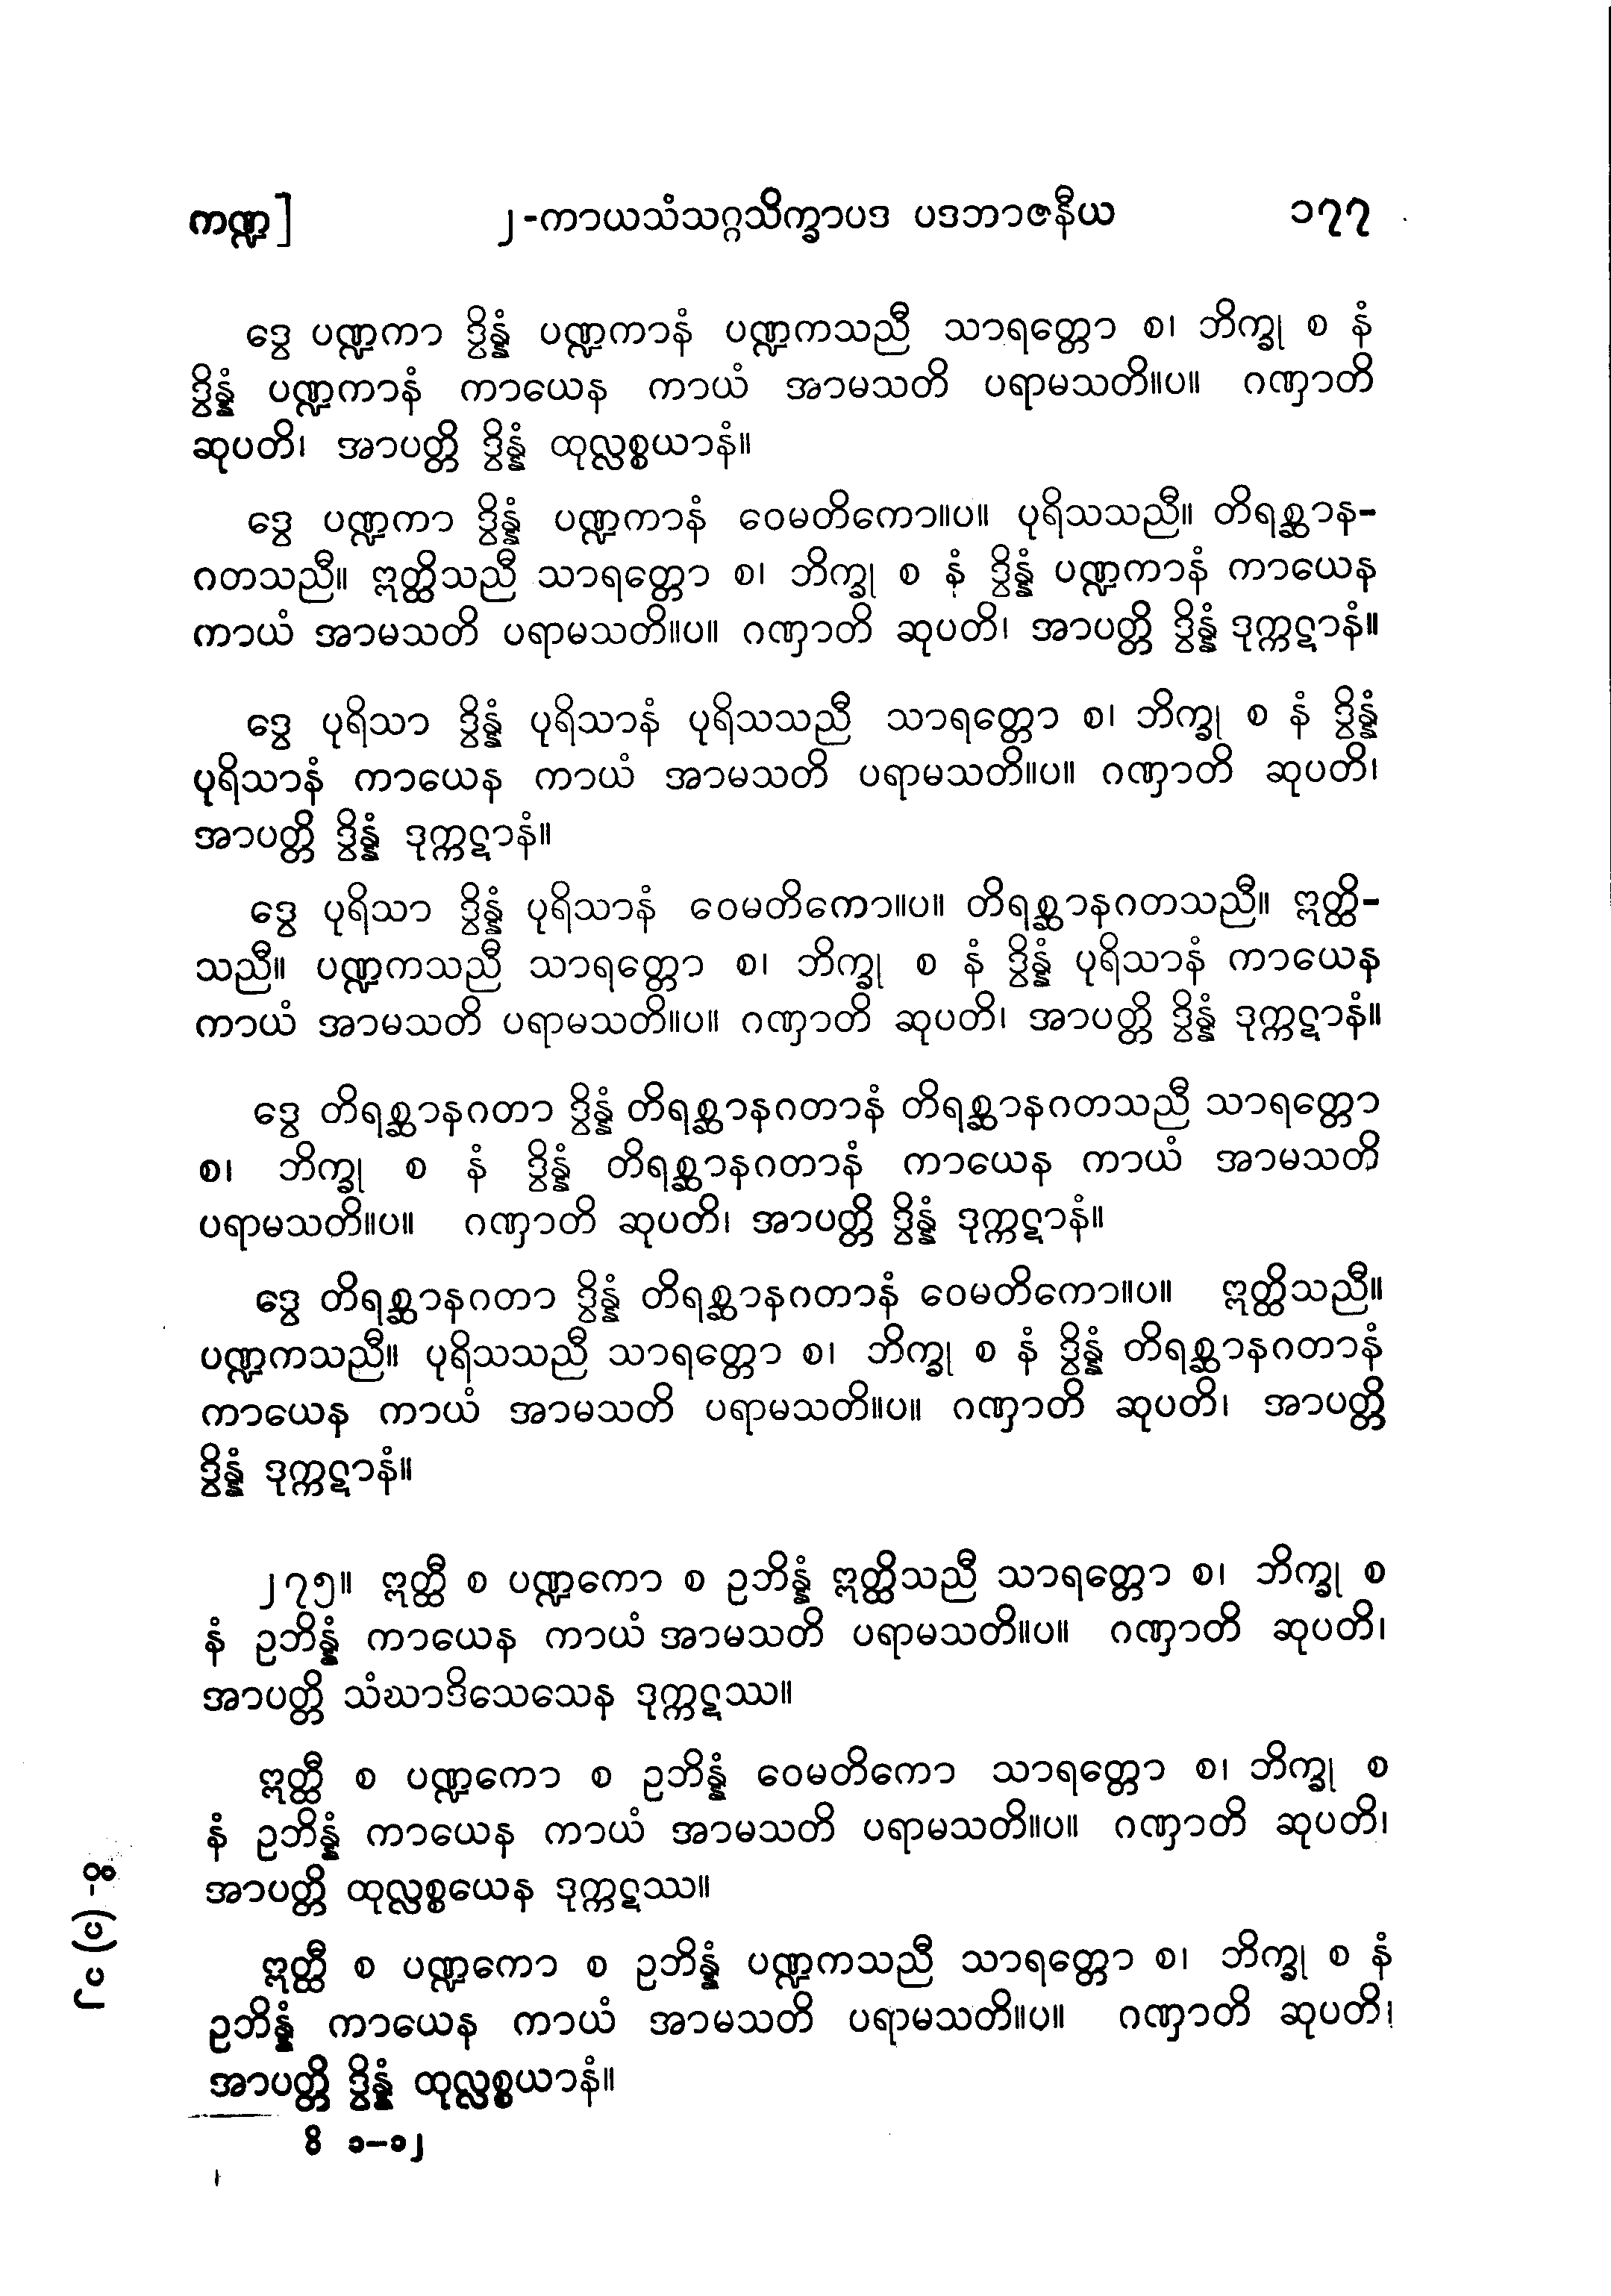 ကဏ္ဍ] ၂-ကာယသံသဂ္ဂသိက္ခာပဒ ပဒဘာဇနီယ ၁၇၇
ဒွေ ပဏ္ဍကာ ဒွိန္နံ ပဏ္ဍကာနံ ပဏ္ဍကသညီ သာရတ္တော စ၊ ဘိက္ခု စ နံ
ဒွိန္နံ ပဏ္ဍကာနံ ကာယေန ကာယံ အာမသတိ ပရာမသတိ။ပ။ ဂဏှာတိ
ဆုပတိ၊ အာပတ္တိ ဒွိန္နံ ထုလ္လစ္စယာနံ။
ဒွေ ပဏ္ဍကာ ဒွိန္နံ ပဏ္ဍကာနံ ဝေမတိကော။ပ။ ပုရိသသညီ။ တိရစ္ဆာန-
ဂတသညီ။ ဣတ္ထိသညီ သာရတ္တော စ၊ ဘိက္ခု စ နံ ဒွိန္နံ ပဏ္ဍကာနံ ကာယေန
ကာယံ အာမသတိ ပရာမသတိ။ပ။ ဂဏှာတိ ဆုပတိ၊ အာပတ္တိ ဒွိန္နံ ဒုက္ကဋာနံ။
ဒွေ ပုရိသာ ဒွိန္နံ ပုရိသာနံ ပုရိသသညီ သာရတ္တော စ၊ ဘိက္ခု စ နံ ဒွိန္နံ
ပုရိသာနံ ကာယေန ကာယံ အာမသတိ ပရာမသတိ။ပ။ ဂဏှာတိ ဆုပတိ၊
အာပတ္တိ ဒွိန္နံ ဒုက္ကဋာနံ။
ဒွေ ပုရိသာ ဒွိန္နံ ပုရိသာနံ ဝေမတိကော။ပ။ တိရစ္ဆာနဂတသညီ။ ဣတ္ထိ-
သညီ။ ပဏ္ဍကသညီ သာရတ္တော စ၊ ဘိက္ခု စ နံ ဒွိန္နံ ပုရိသာနံ ကာယေန
ကာယံ အာမသတိ ပရာမသတိ။ပ။ ဂဏှာတိ ဆုပတိ၊ အာပတ္တိ ဒွိန္နံ ဒုက္ကဋာနံ။
ဒွေ တိရစ္ဆာနဂတာ ဒွိန္နံ တိရစ္ဆာနဂတာနံ တိရစ္ဆာနဂတသညီ သာရတ္တော
စ၊ ဘိက္ခု စ နံ ဒွိန္နံ တိရစ္ဆာနဂတာနံ ကာယေန ကာယံ အာမသတိ
ပရာမသတိ။ပ။ ဂဏှာတိ ဆုပတိ၊ အာပတ္တိ ဒွိန္နံ ဒုက္ကဋာနံ။
ဒွေ တိရစ္ဆာနဂတာ ဒွိန္နံ တိရစ္ဆာနဂတာနံ ဝေမတိကော။ပ။ ဣတ္ထိသညီ။
ပဏ္ဍကသညီ။ ပုရိသသညီ သာရတ္တော စ၊ ဘိက္ခု စ နံ ဒွိန္နံ တိရစ္ဆာနဂတာနံ
ကာယေန ကာယံ အာမသတိ ပရာမသတိ။ပ။ ဂဏှာတိ ဆုပတိ၊ အာပတ္တိ
ဒွိန္နံ ဒုက္ကဋာနံ။
၂၇၅။ ဣတ္ထီ စ ပဏ္ဍကော စ ဥဘိန္နံ ဣတ္ထိသညီ သာရတ္တော စ၊ ဘိက္ခု စ
နံ ဥဘိန္နံ ကာယေန ကာယံ အာမသတိ ပရာမသတိ။ပ။ ဂဏှာတိ ဆုပတိ၊
အာပတ္တိ သံဃာဒိသေသေန ဒုက္ကဋဿ။
ဣတ္ထီ စ ပဏ္ဍကော စ ဥဘိန္နံ ဝေမတိကော သာရတ္တော စ၊ ဘိက္ခု စ
နံ ဥဘိန္နံ ကာယေန ကာယံ အာမသတိ ပရာမသတိ။ပ။ ဂဏှာတိ ဆုပတိ၊
အာပတ္တိ ထုလ္လစ္စယေန ဒုက္ကဋဿ။
ဣတ္ထီ စ ပဏ္ဍကော စ ဥဘိန္နံ ပဏ္ဍကသညီ သာရတ္တော စ၊ ဘိက္ခု စ နံ
ဥဘိန္နံ ကာယေန ကာယံ အာမသတိ ပရာမသတိ။ပ။ ဂဏှာတိ ဆုပတိ၊
အာပတ္တိ ဒွိန္နံ ထုလ္လစ္စယာနံ။
ဝိ ၁-၁၂